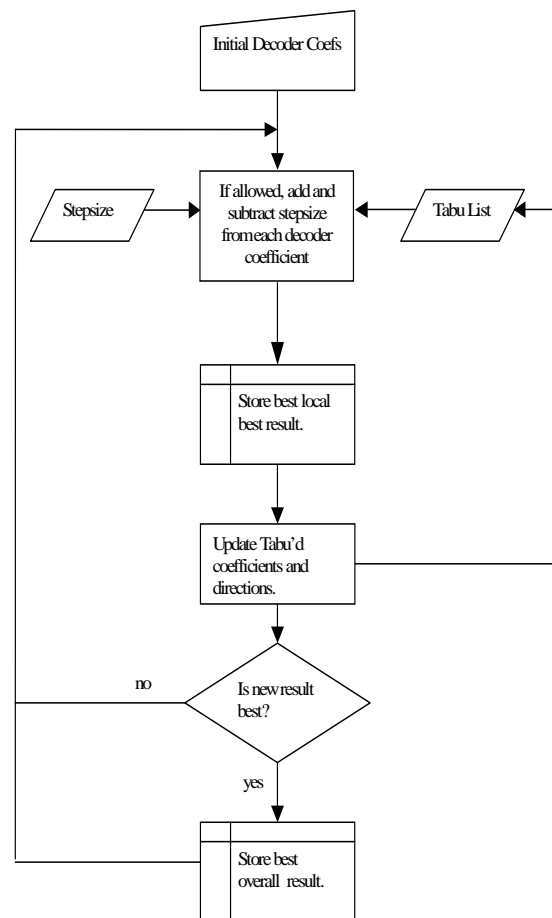 Initial Decoder Coefs
Stepsize
If allowed, add and
subtract stepsize
from each decoder
coefficient
Tabu List
Store best local
best result.
Update Tabu'd
coefficients and
directions.
no
Is new result
best?
yes
Store best
overall result.